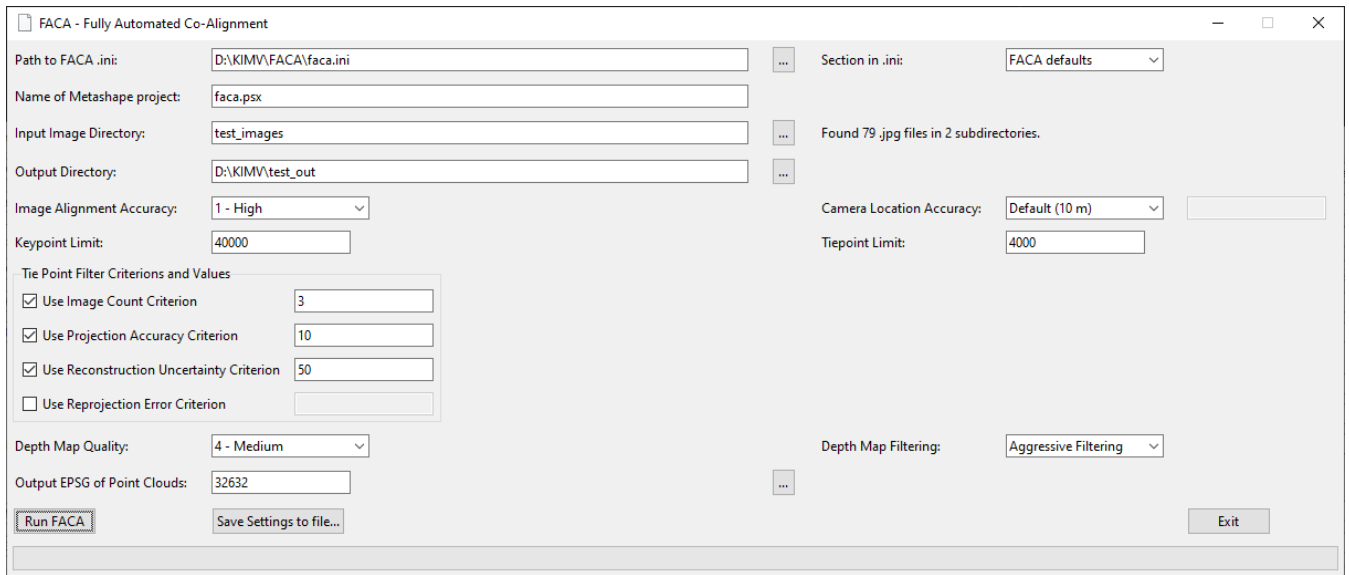 FACA - Fully Automated Co-Alignment
Path to FACA .ini: D:\KIMV\FACA\faca.ini ... Section in .ini: FACA defaults
Name of Metashape project: faca.psx
Input Image Directory: test_images ... Found 79 .jpg files in 2 subdirectories.
Output Directory: D:\KIMV\test_out ...
Image Alignment Accuracy: 1 - High Camera Location Accuracy: Default (10 m)
Keypoint Limit: 40000 Tiepoint Limit: 4000
Tie Point Filter Criterions and Values
Use Image Count Criterion 3
Use Projection Accuracy Criterion 10
Use Reconstruction Uncertainty Criterion 50
Use Reprojection Error Criterion
Depth Map Quality: 4 - Medium Depth Map Filtering: Aggressive Filtering
Output EPSG of Point Clouds: 32632 ...
Run FACA Save Settings to file... Exit